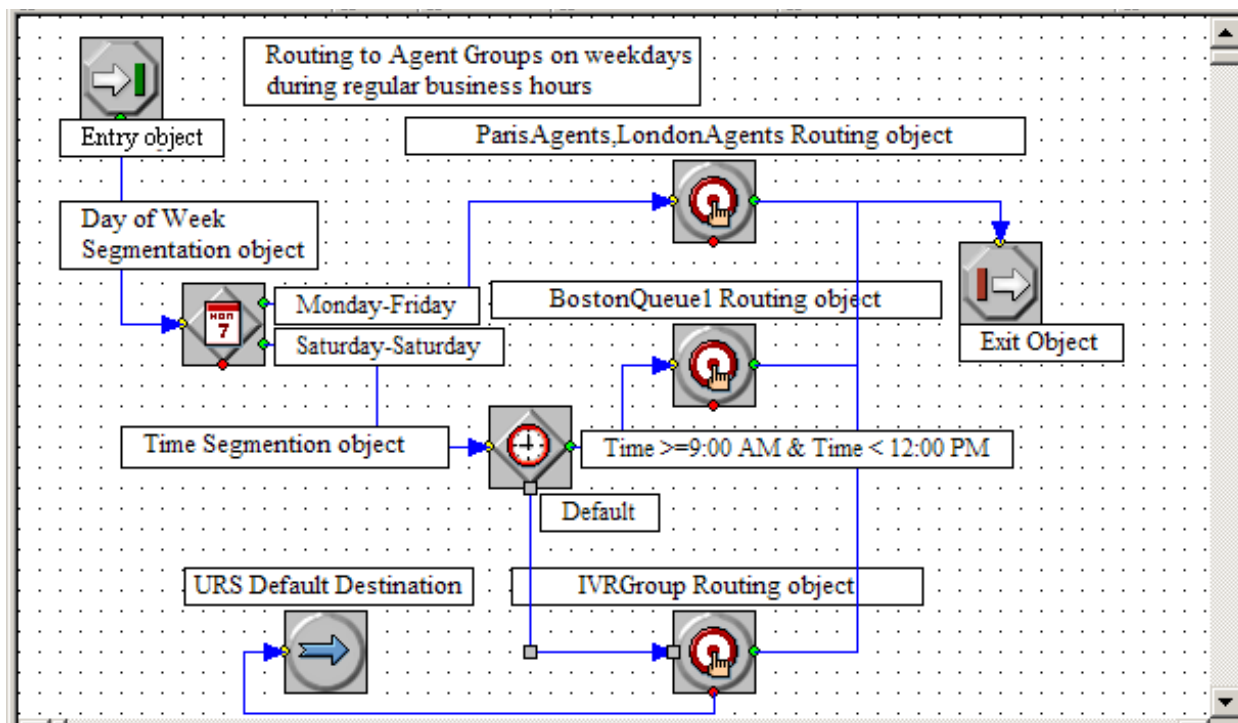 Routing to Agent Groups on weekdays
during regular business hours
Entry object
ParisAgents,LondonAgents Routing object
Day of Week
Segmentation object
MON
7
Monday-Friday
BostonQueue1 Routing object
Saturday-Saturday
Exit Object
Time Segmention object
Time >=9:00 AM & Time < 12:00 PM
Default
URS Default Destination
IVRGroup Routing object